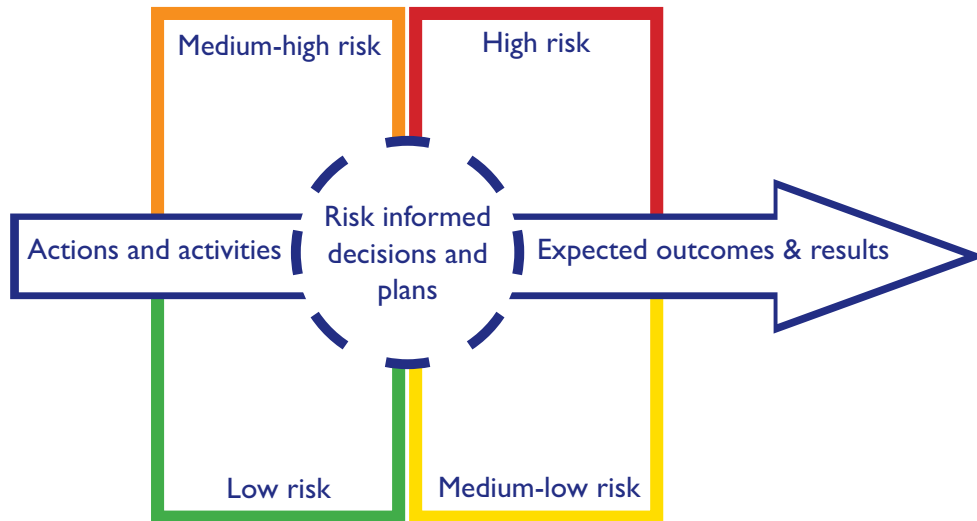 Medium-high risk
High risk
Actions and activities
Risk informed
decisions and
plans
Expected outcomes & results
Low risk
Medium-low risk